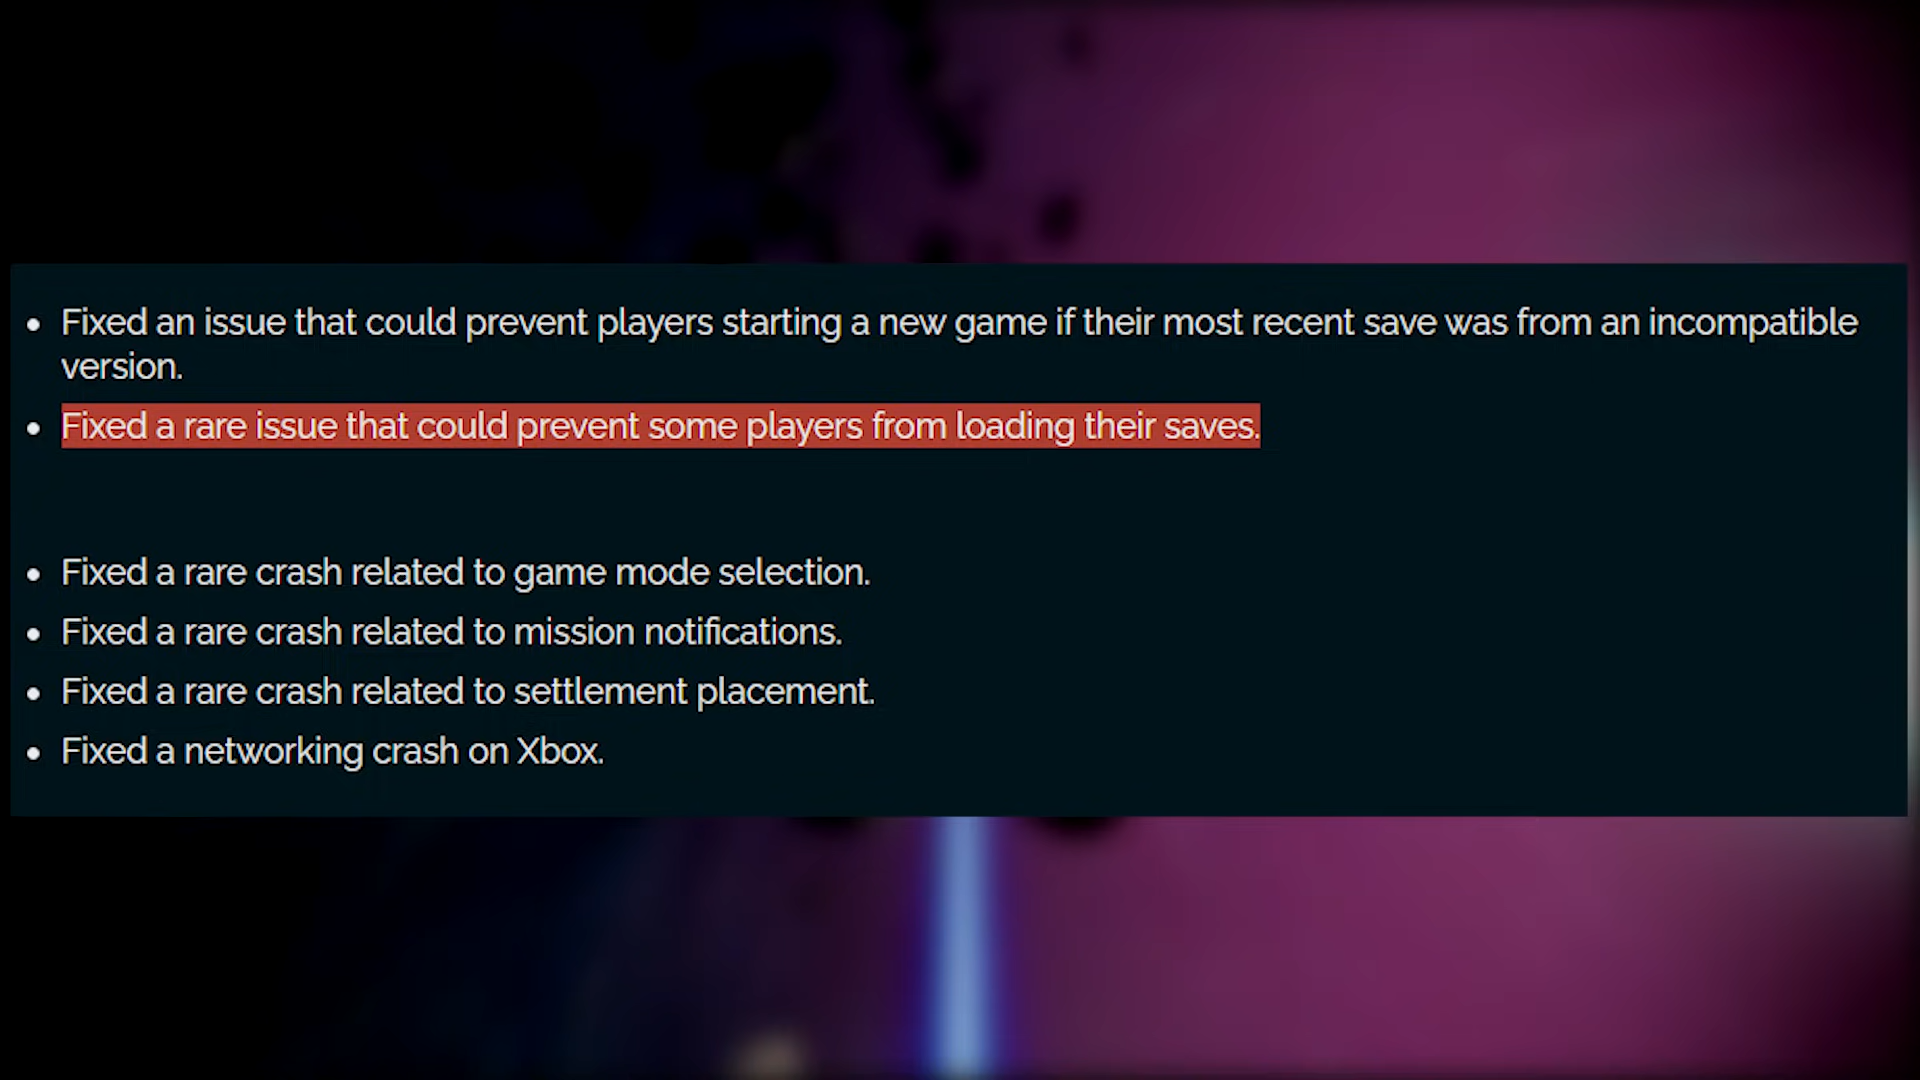 Fixed an issue that could prevent players starting a new game if their most recent save was from an incompatible
version.
Fixed a rare issue that could prevent some players from loading their saves.
Fixed a rare crash related to game mode selection.
Fixed a rare crash related to mission notifications.
Fixed a rare crash related to settlement placement.
Fixed a networking crash on Xbox.